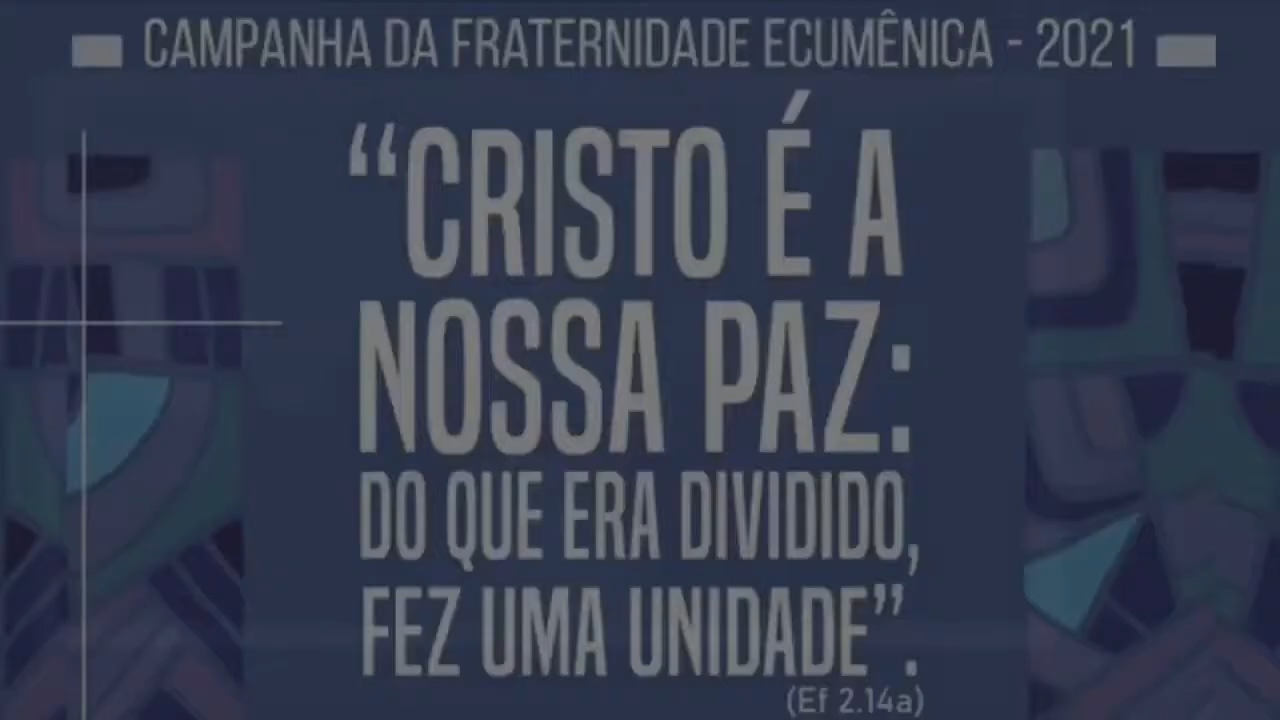 CAMPANHA DA FRATERNIDADE ECUMÊNICA - 2021
“CRISTO É A
NOSSA PAZ:
DO QUE ERA DIVIDIDO,
FEZ UMA UNIDADE”.
(Ef 2.14a)